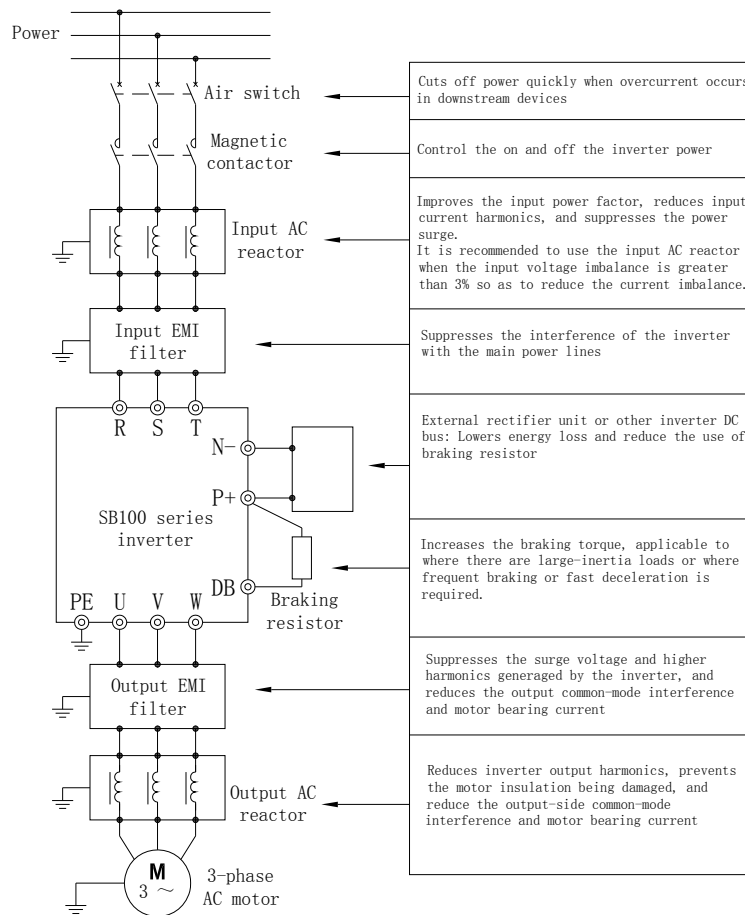 Power
Air switch
Magnetic
contactor
Input AC
reactor
Input EMI
filter
R S T
N-
P+
SB100 series
inverter
DB
PE U V W
Braking
resistor
Output EMI
filter
Output AC
reactor
M
3 ~
3-phase
AC motor
Cuts off power quickly when overcurrent occurs
in downstream devices
Control the on and off the inverter power
Improves the input power factor, reduces input
current harmonics, and suppresses the power
surge.
It is recommended to use the input AC reactor
when the input voltage imbalance is greater
than 3% so as to reduce the current imbalance.
Suppresses the interference of the inverter
with the main power lines
External rectifier unit or other inverter DC
bus: Lowers energy loss and reduce the use of
braking resistor
Increases the braking torque, applicable to
where there are large-inertia loads or where
frequent braking or fast deceleration is
required.
Suppresses the surge voltage and higher
harmonics generaged by the inverter, and
reduces the output common-mode interference
and motor bearing current
Reduces inverter output harmonics, prevents
the motor insulation being damaged, and
reduce the output-side common-mode
interference and motor bearing current